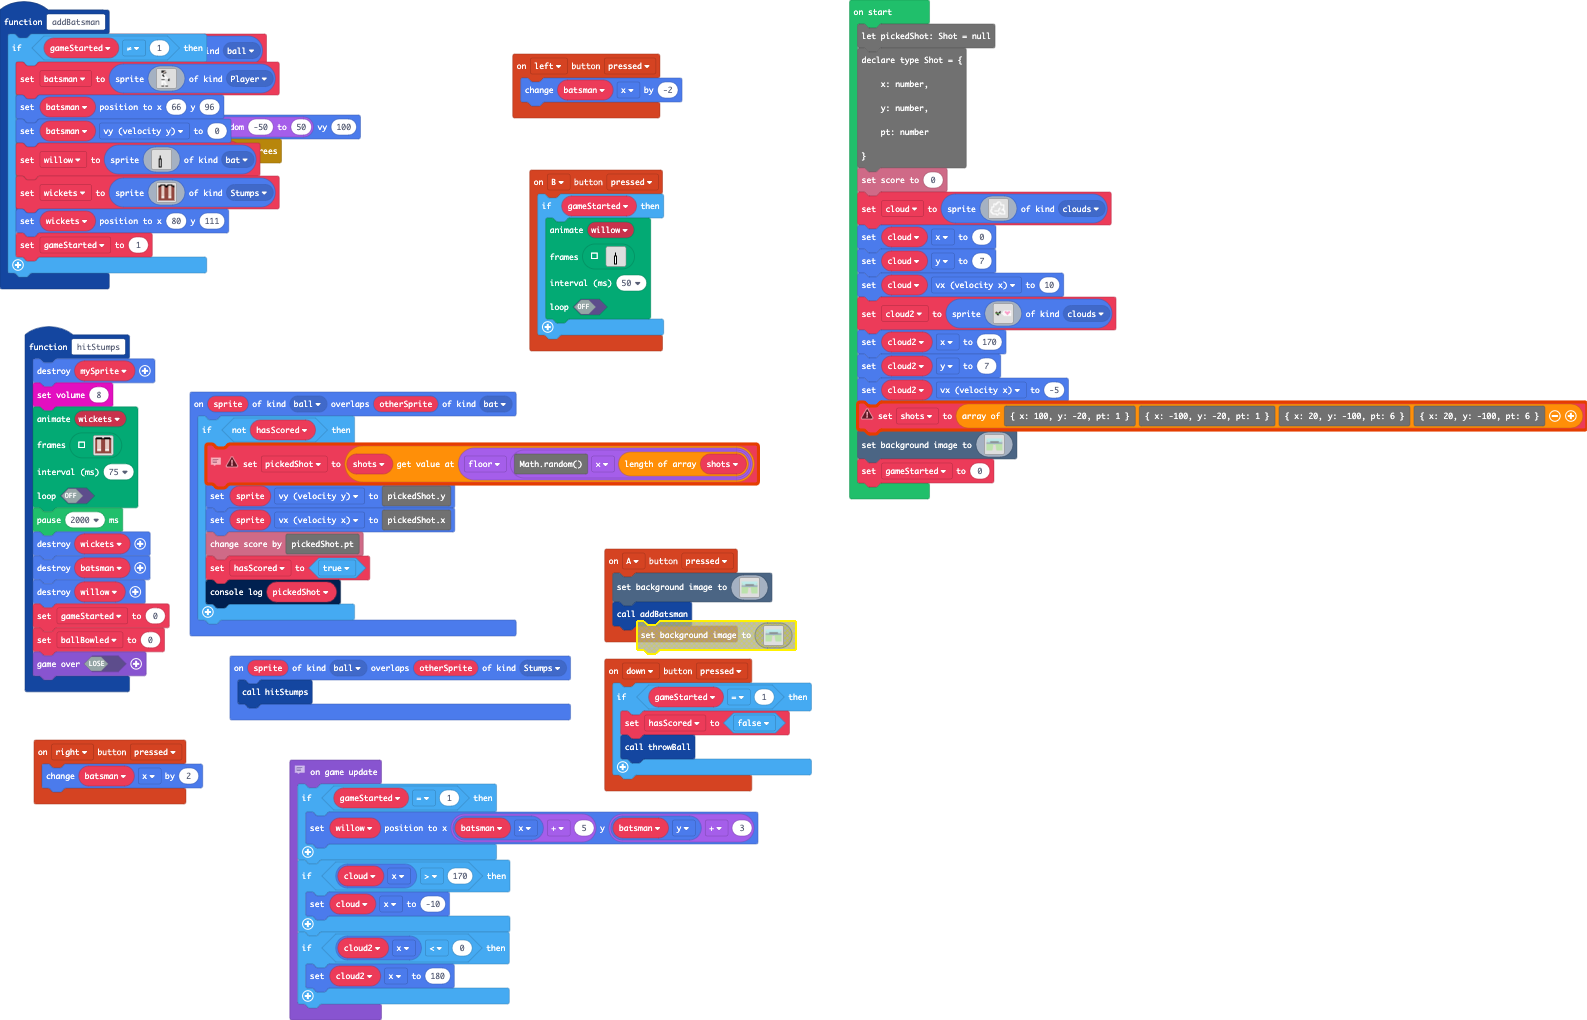 function addBatsman
if gameStarted ≠ 1 then
ind ball
set batsman to sprite of kind Player
set batsman position to x 66 y 96
set batsman vy (velocity y) to 0
dom -50 to 50 vy 100
rees
set willow to sprite of kind bat
set wickets to sprite of kind Stumps
set wickets position to x 80 y 111
set gameStarted to 1
function hitStumps
destroy mySprite
set volume 8
animate wickets
frames
interval (ms) 75
loop OFF
pause 2000 ms
destroy wickets
destroy batsman
destroy willow
set gameStarted to 0
set ballBowled to 0
game over LOSE
on right button pressed
change batsman x by 2
on left button pressed
change batsman x by -2
on B button pressed
if gameStarted then
animate willow
frames
interval (ms) 50
loop OFF
on sprite of kind ball overlaps otherSprite of kind bat
if not hasScored then
set pickedShot to shots get value at floor Math.random() x length of array shots
set sprite vy (velocity y) to pickedShot.y
set sprite vx (velocity x) to pickedShot.x
change score by pickedShot.pt
set hasScored to true
console log pickedShot
on sprite of kind ball overlaps otherSprite of kind Stumps
call hitStumps
on game update
if gameStarted = 1 then
set willow position to x batsman x + 5 y batsman y + 3
if cloud x > 170 then
set cloud x to -10
if cloud2 x < 0 then
set cloud2 x to 180
on A button pressed
set background image to
call addBatsman
set background image to
on down button pressed
if gameStarted = 1 then
set hasScored to false
call throwBall
on start
let pickedShot: Shot = null
declare type Shot = {
x: number,
y: number,
pt: number
}
set score to 0
set cloud to sprite of kind clouds
set cloud x to 0
set cloud y to 7
set cloud vx (velocity x) to 10
set cloud2 to sprite of kind clouds
set cloud2 x to 170
set cloud2 y to 7
set cloud2 vx (velocity x) to -5
set shots to array of { x: 100, y: -20, pt: 1 } { x: -100, y: -20, pt: 1 } { x: 20, y: -100, pt: 6 } { x: 20, y: -100, pt: 6 }
set background image to
set gameStarted to 0